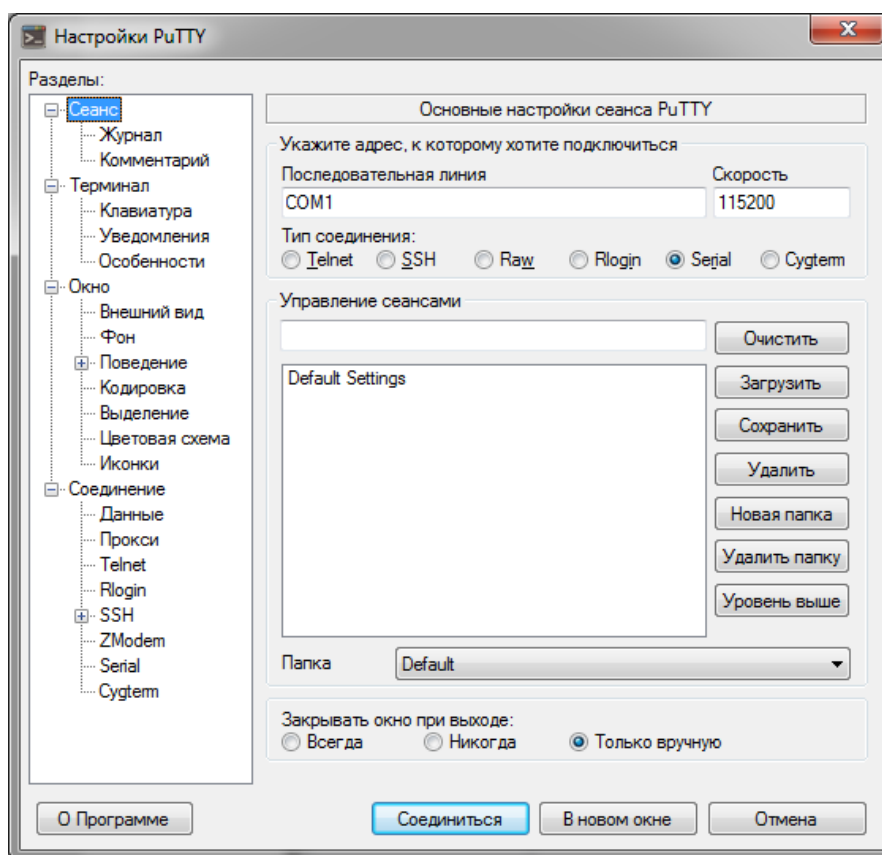 Настройки PuTTY
Разделы:
Сеанс
Журнал
Комментарий
Терминал
Клавиатура
Уведомления
Особенности
Окно
Внешний вид
Фон
Поведение
Кодировка
Выделение
Цветовая схема
Иконки
Соединение
Данные
Прокси
Telnet
Rlogin
SSH
ZModem
Serial
Cygterm
Основные настройки сеанса PuTTY
Укажите адрес, к которому хотите подключиться
Последовательная линия Скорость
COM1 115200
Тип соединения:
Telnet SSH Raw Rlogin Serial Cygterm
Управление сеансами
Очистить
Default Settings
Загрузить
Сохранить
Удалить
Новая папка
Удалить папку
Уровень выше
Папка Default
Закрывать окно при выходе:
Всегда Никогда Только вручную
О Программе Соединиться В новом окне Отмена